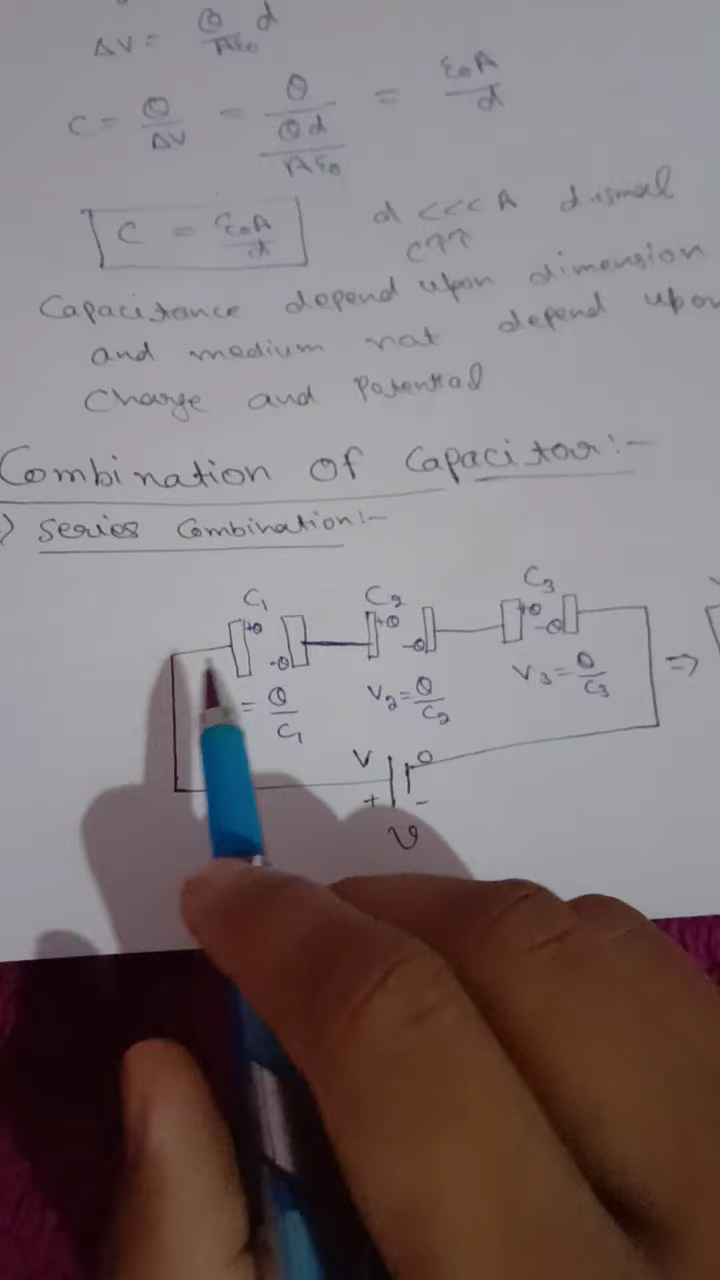 ΔV = Q/Aε₀ d
C = Q/ΔV = Q/(Qd/Aε₀) = ε₀A/d
C = ε₀A/d d <<< A d small
C↑↑
Capacitance depend upon dimension
and medium not depend upon
Charge and Potential
Combination Of Capacitor:-
) Series Combination:-
C₁ C₂ C₃
+Q -Q +Q -Q +Q -Q
= Q/C₁ V₂ = Q/C₂ V₃ = Q/C₃ ⇒
V 0
+ -
V